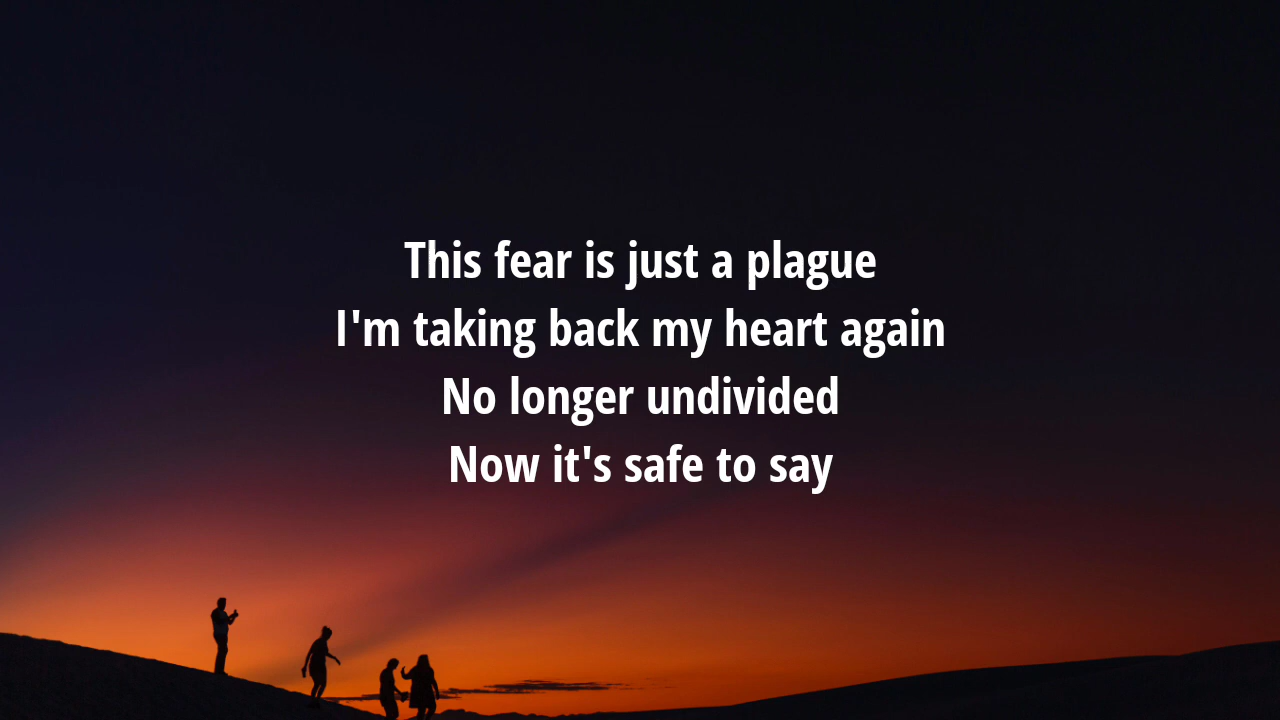 This fear is just a plague
I'm taking back my heart again
No longer undivided
Now it's safe to say